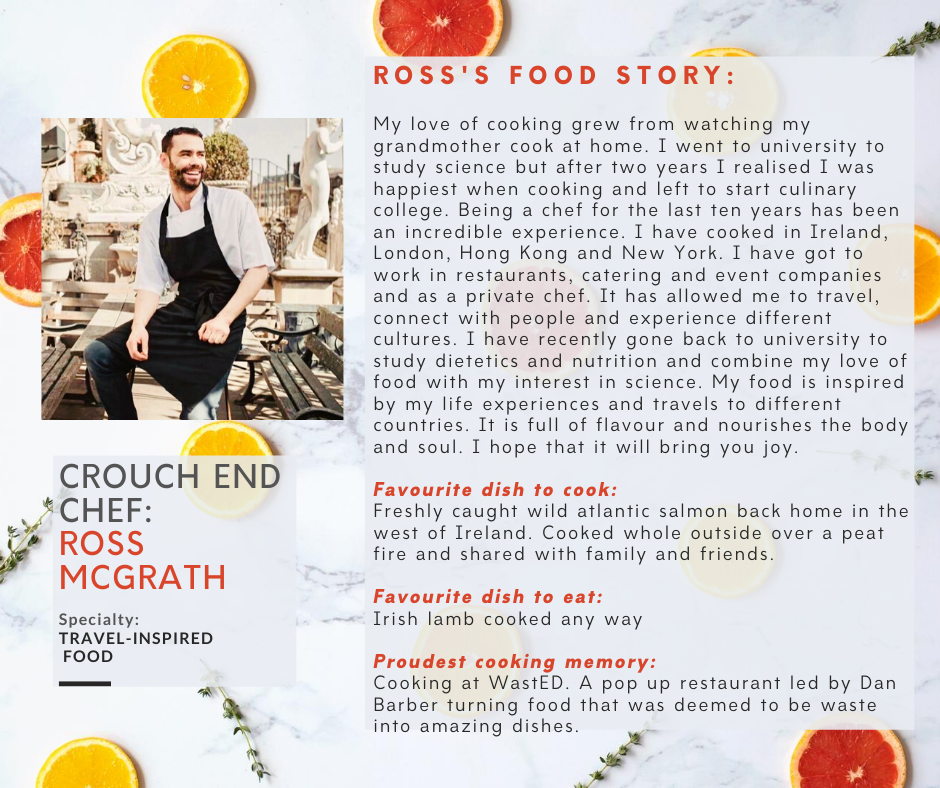 CROUCH END
CHEF:
ROSS
MCGRATH
Specialty:
TRAVEL-INSPIRED
FOOD
ROSS'S FOOD STORY:
My love of cooking grew from watching my
grandmother cook at home. I went to university to
study science but after two years I realised I was
happiest when cooking and left to start culinary
college. Being a chef for the last ten years has been
an incredible experience. I have cooked in Ireland,
London, Hong Kong and New York. I have got to
work in restaurants, catering and event companies
and as a private chef. It has allowed me to travel,
connect with people and experience different
cultures. I have recently gone back to university to
study dietetics and nutrition and combine my love of
food with my interest in science. My food is inspired
by my life experiences and travels to different
countries. It is full of flavour and nourishes the body
and soul. I hope that it will bring you joy.
Favourite dish to cook:
Freshly caught wild atlantic salmon back home in the
west of Ireland. Cooked whole outside over a peat
fire and shared with family and friends.
Favourite dish to eat:
Irish lamb cooked any way
Proudest cooking memory:
Cooking at WastED. A pop up restaurant led by Dan
Barber turning food that was deemed to be waste
into amazing dishes.